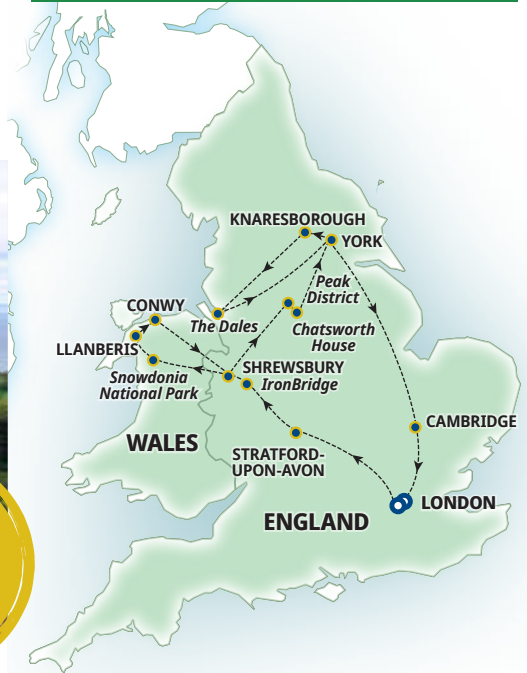 KNARESBOROUGH
YORK
Peak
District
CONWY
The Dales
Chatsworth
House
LLANBERIS
SHREWSBURY
IronBridge
Snowdonia
National Park
CAMBRIDGE
WALES
STRATFORD-
UPON-AVON
LONDON
ENGLAND